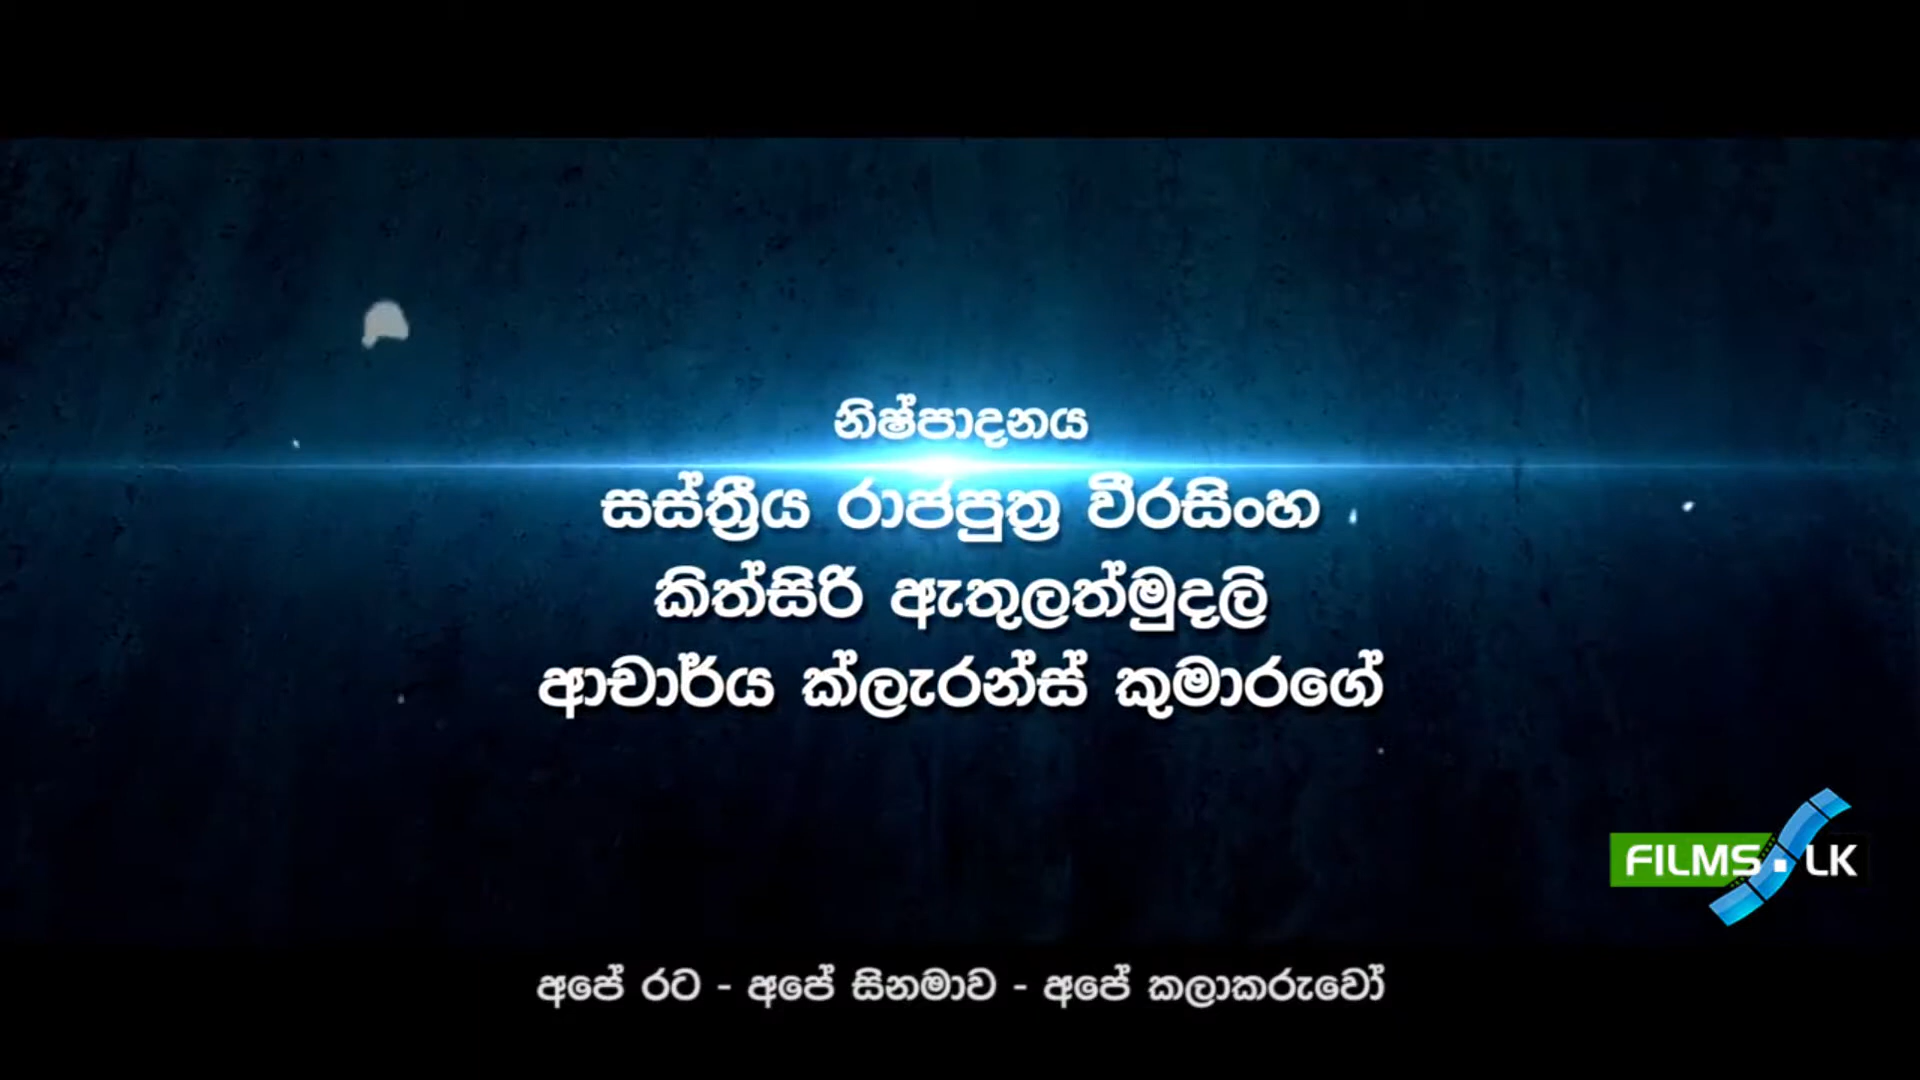 නිෂ්පාදනය
සස්ත්‍රීය රාජපුත්‍ර වීරසිංහ
කිත්සිරි ඇතුලත්මුදලි
ආචාර්ය ක්ලැරන්ස් කුමාරගේ
FILMS.LK
අපේ රට - අපේ සිනමාව - අපේ කලාකරුවෝ